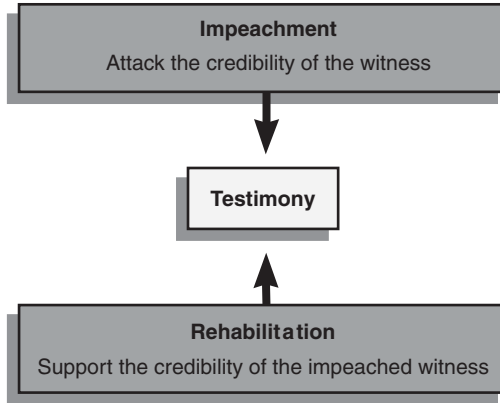 Impeachment
Attack the credibility of the witness
Testimony
Rehabilitation
Support the credibility of the impeached witness